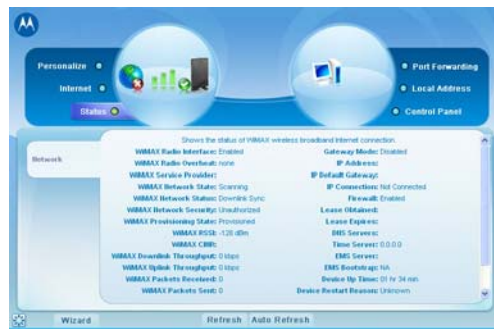 Personalize
Internet
Status
Port Forwarding
Local Address
Control Panel
Network
Shows the status of WiMAX wireless broadband Internet connection.
WiMAX Radio Interface: Enabled
WiMAX Radio Overheat: none
WiMAX Service Provider:
WiMAX Network State: Scanning
WiMAX Network Status: Downlink Sync
WiMAX Network Security: Unauthorized
WiMAX Provisioning State: Provisioned
WiMAX RSSI: -128 dBm
WiMAX CINR:
WiMAX Downlink Throughput: 0 kbps
WiMAX Uplink Throughput: 0 kbps
WiMAX Packets Received: 0
WiMAX Packets Sent: 0
Gateway Mode: Disabled
IP Address:
IP Default Gateway:
IP Connection: Not Connected
Firewall: Enabled
Lease Obtained:
Lease Expires:
DNS Servers:
Time Server: 0.0.0.0
EMS Server:
EMS Bootstrap: NA
Device Up Time: 01 hr 34 min
Device Restart Reason: Unknown
Wizard
Refresh
Auto Refresh